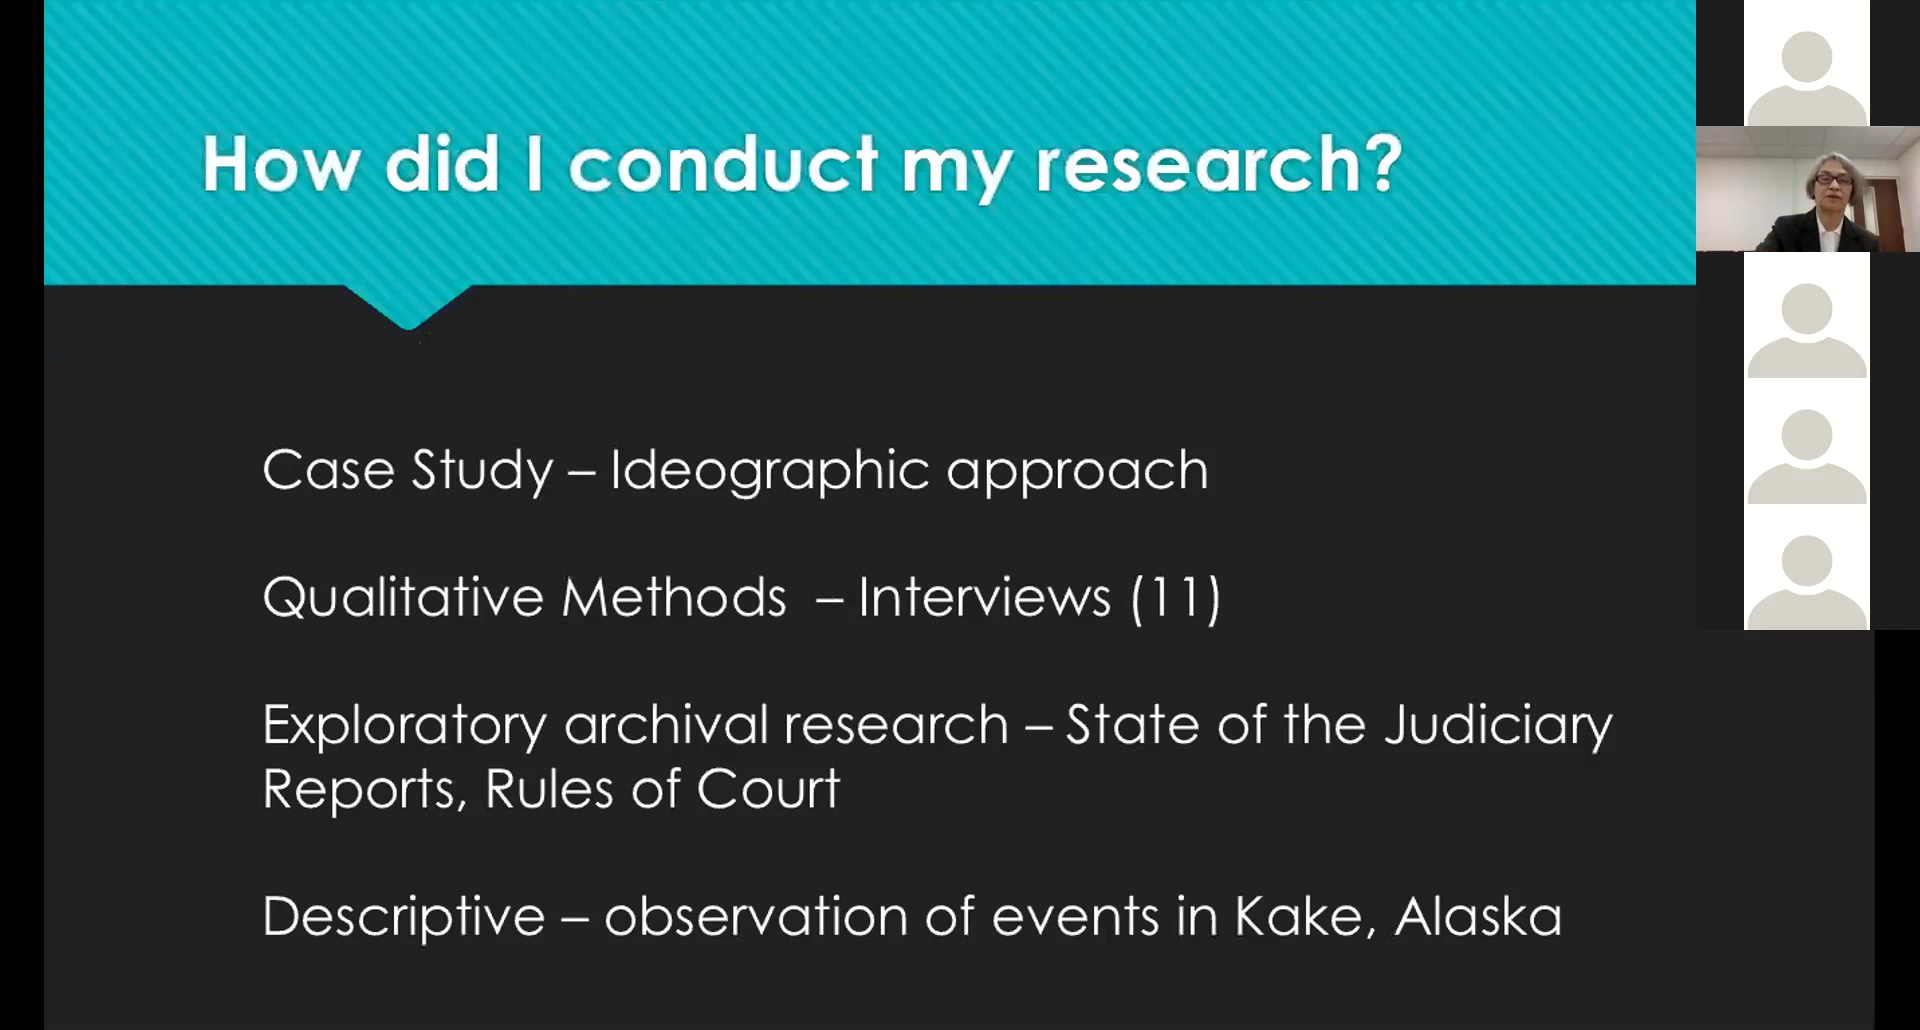 How did I conduct my research?
Case Study – Ideographic approach
Qualitative Methods – Interviews (11)
Exploratory archival research – State of the Judiciary
Reports, Rules of Court
Descriptive – observation of events in Kake, Alaska